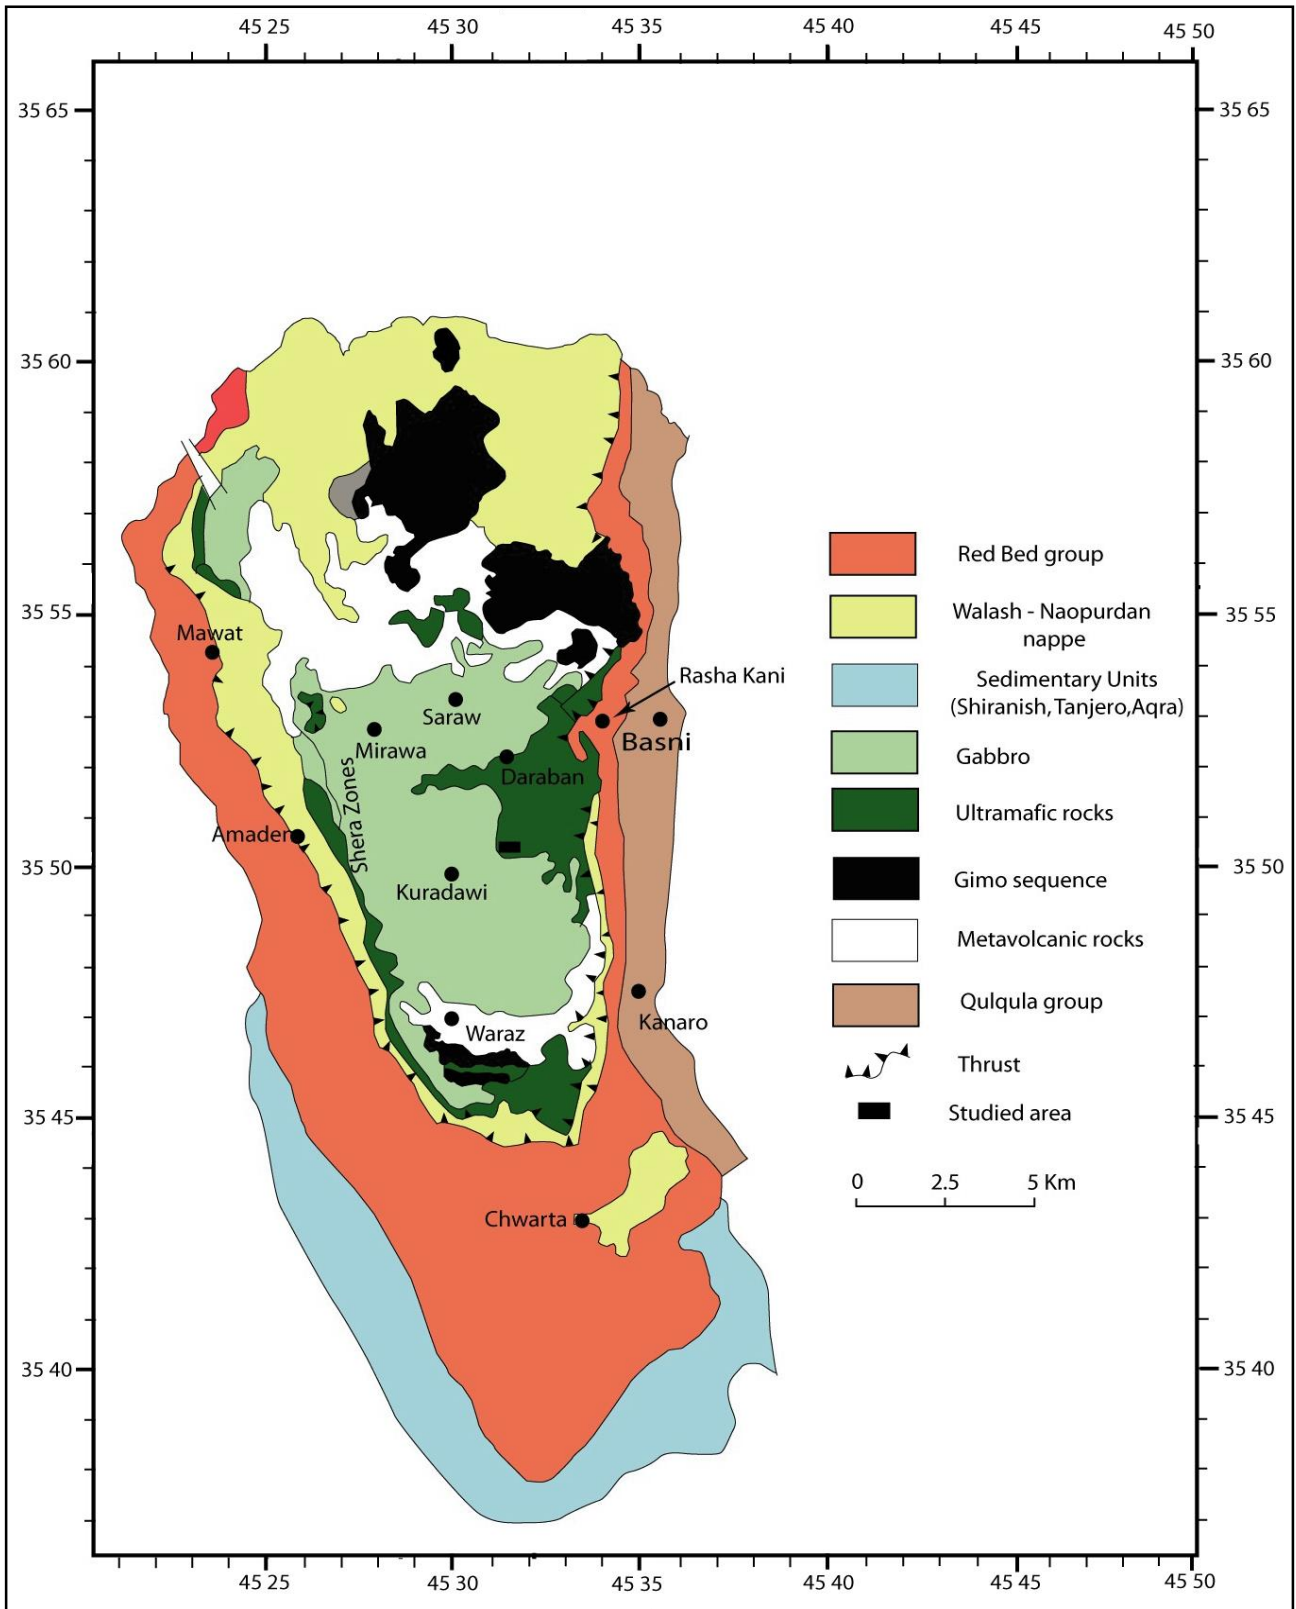 45 25
45 30
45 35
45 40
45 45
45 50
35 65
35 65
35 60
35 60
35 55
35 55
35 50
35 50
35 45
35 45
35 40
35 40
Mawat
Rasha Kani
Saraw
Basni
Mirawa
Daraban
Shera Zones
Amaden
Kuradawi
Kanaro
Waraz
Chwarta
Red Bed group
Walash - Naopurdan
nappe
Sedimentary Units
(Shiranish,Tanjero,Aqra)
Gabbro
Ultramafic rocks
Gimo sequence
Metavolcanic rocks
Qulqula group
Thrust
Studied area
0 2.5 5 Km
45 25
45 30
45 35
45 40
45 45
45 50